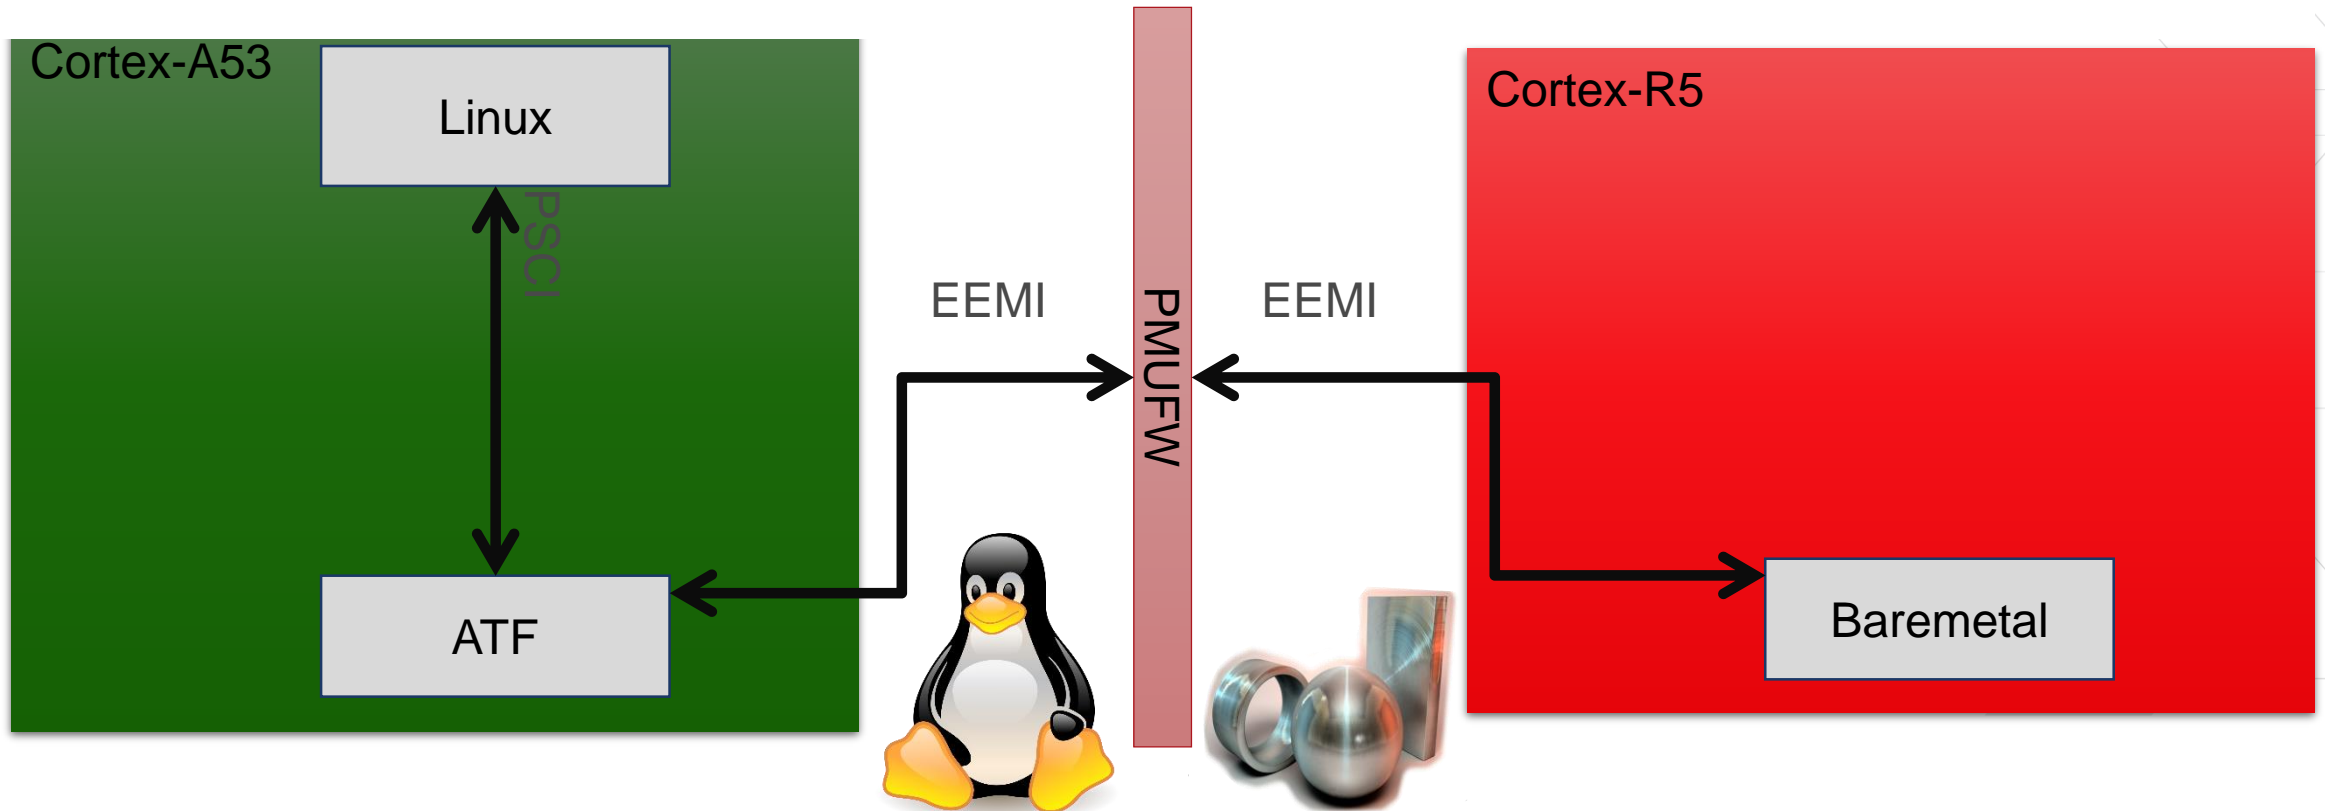 Cortex-A53
Linux
PSCI
ATF
EEMI
PMUFW
EEMI
Cortex-R5
Baremetal